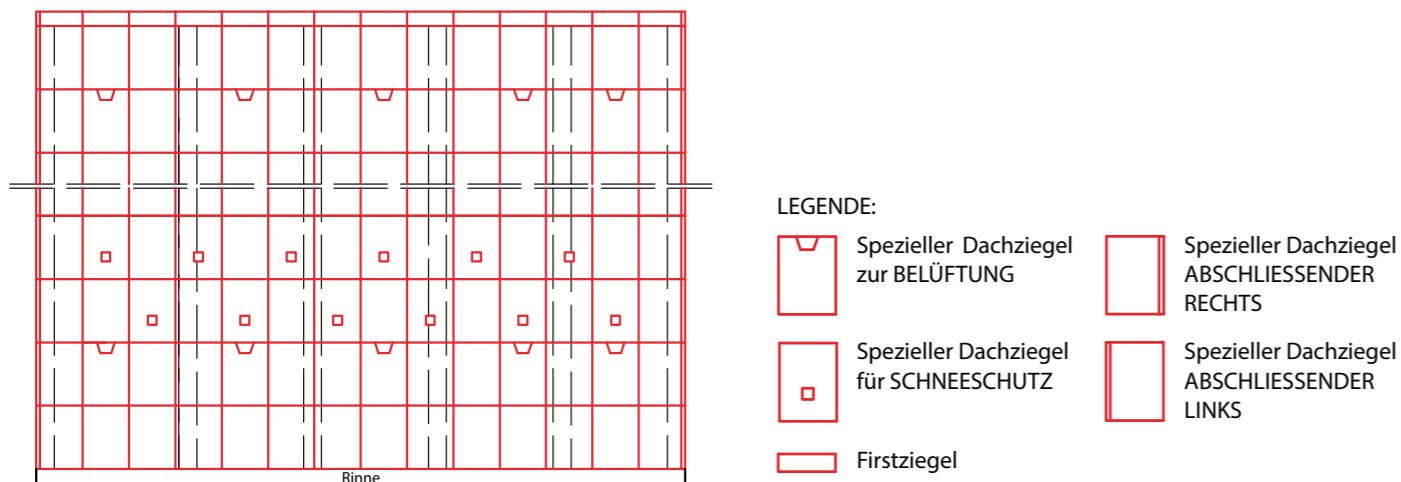 LEGENDE:
Spezieller Dachziegel
zur BELÜFTUNG
Spezieller Dachziegel
ABSCHLIESSENDER
RECHTS
Spezieller Dachziegel
für SCHNEESCHUTZ
Spezieller Dachziegel
ABSCHLIESSENDER
LINKS
Firstziegel
Rinne